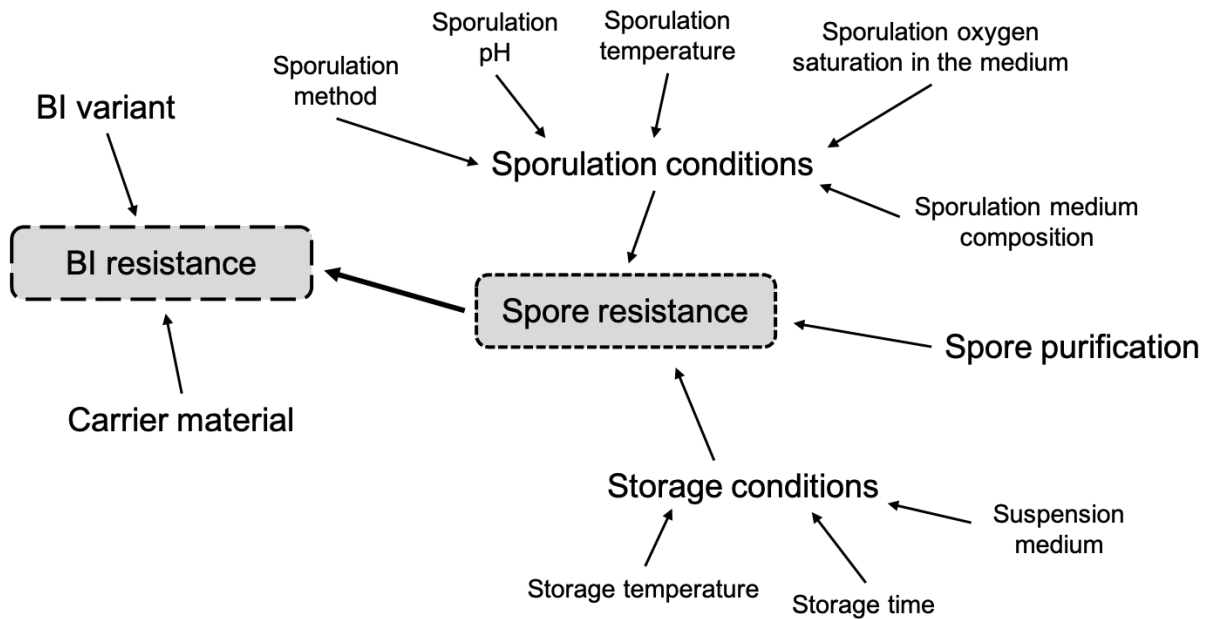 Sporulation
pH
Sporulation
temperature
Sporulation oxygen
saturation in the medium
Sporulation
method
BI variant
Sporulation conditions
Sporulation medium
composition
BI resistance
Spore resistance
Spore purification
Carrier material
Storage conditions
Suspension
medium
Storage temperature
Storage time